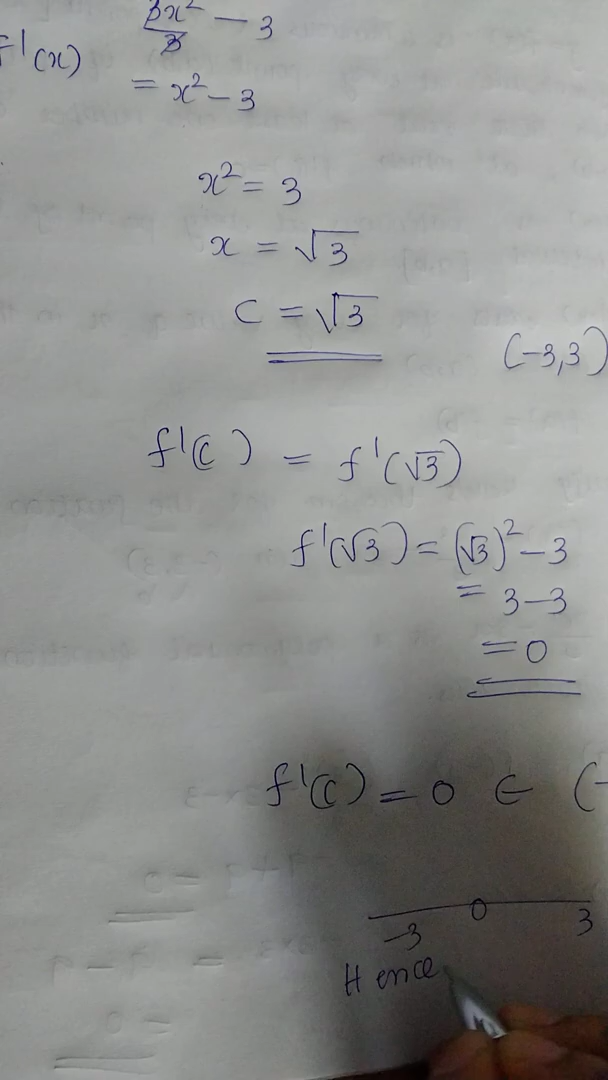 f'(x) 3x²/3 - 3
= x² - 3
x² = 3
x = √3
C = √3
(-3,3)
f'(C) = f'(√3)
f'(√3) = (√3)² - 3
= 3-3
= 0
f'(C) = 0 ∈ (-
-3 0 3
Hence